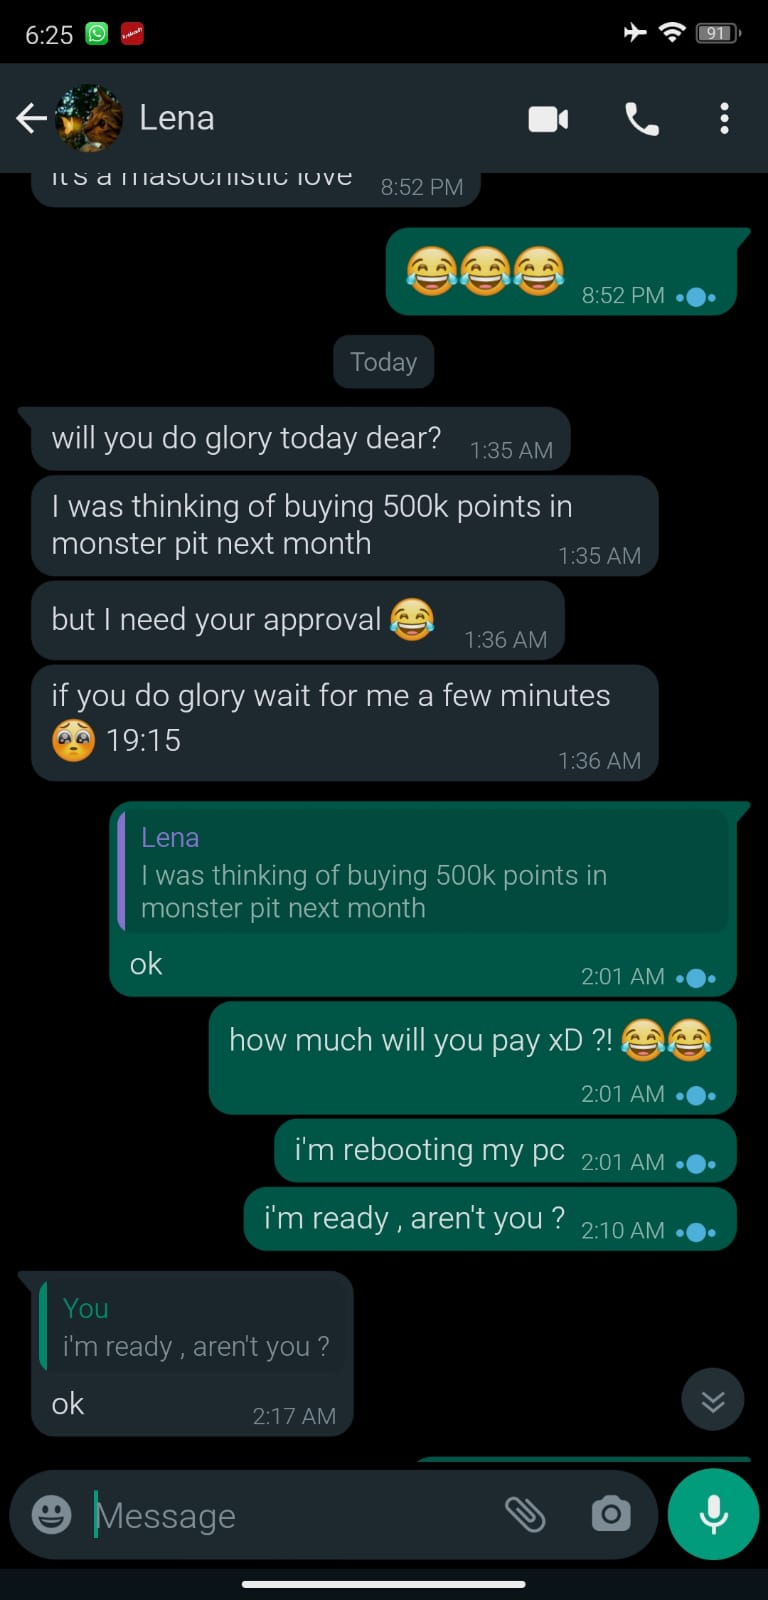 6:25
91
Lena
it's a masochistic love 8:52 PM
😂😂😂 8:52 PM
Today
will you do glory today dear? 1:35 AM
I was thinking of buying 500k points in
monster pit next month 1:35 AM
but I need your approval 😂 1:36 AM
if you do glory wait for me a few minutes
🥺 19:15 1:36 AM
Lena
I was thinking of buying 500k points in
monster pit next month
ok 2:01 AM
how much will you pay xD ?! 😂😂
2:01 AM
i'm rebooting my pc 2:01 AM
i'm ready , aren't you ? 2:10 AM
You
i'm ready , aren't you ?
ok 2:17 AM
Message